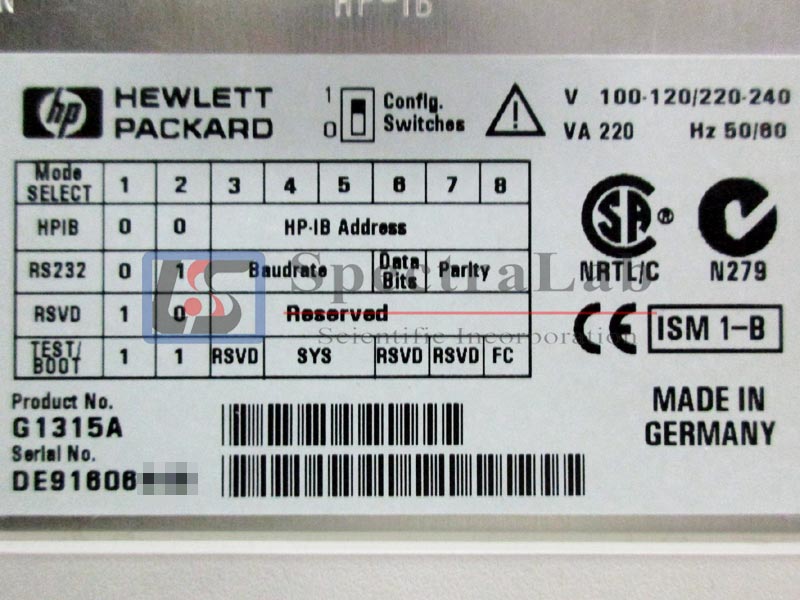 HP-IB
hp HEWLETT PACKARD
1
0
Config. Switches
V 100-120/220-240
VA 220 Hz 50/60
Mode SELECT 1 2 3 4 5 6 7 8
HPIB 0 0 HP-IB Address
RS232 0 1 Baudrate Data Bits Parity
RSVD 1 0 Reserved
TEST/BOOT 1 1 RSVD SYS RSVD RSVD FC
SA ®
NRTL/C N279
CE ISM 1-B
SpectraLab
Scientific Incorporation
Product No.
G1315A
Serial No.
DE91606
MADE IN
GERMANY